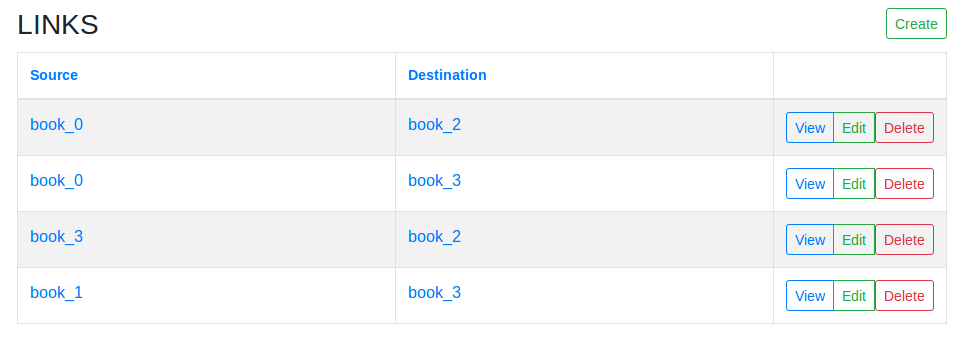 LINKS Create
Source Destination
book_0 book_2 View Edit Delete
book_0 book_3 View Edit Delete
book_3 book_2 View Edit Delete
book_1 book_3 View Edit Delete